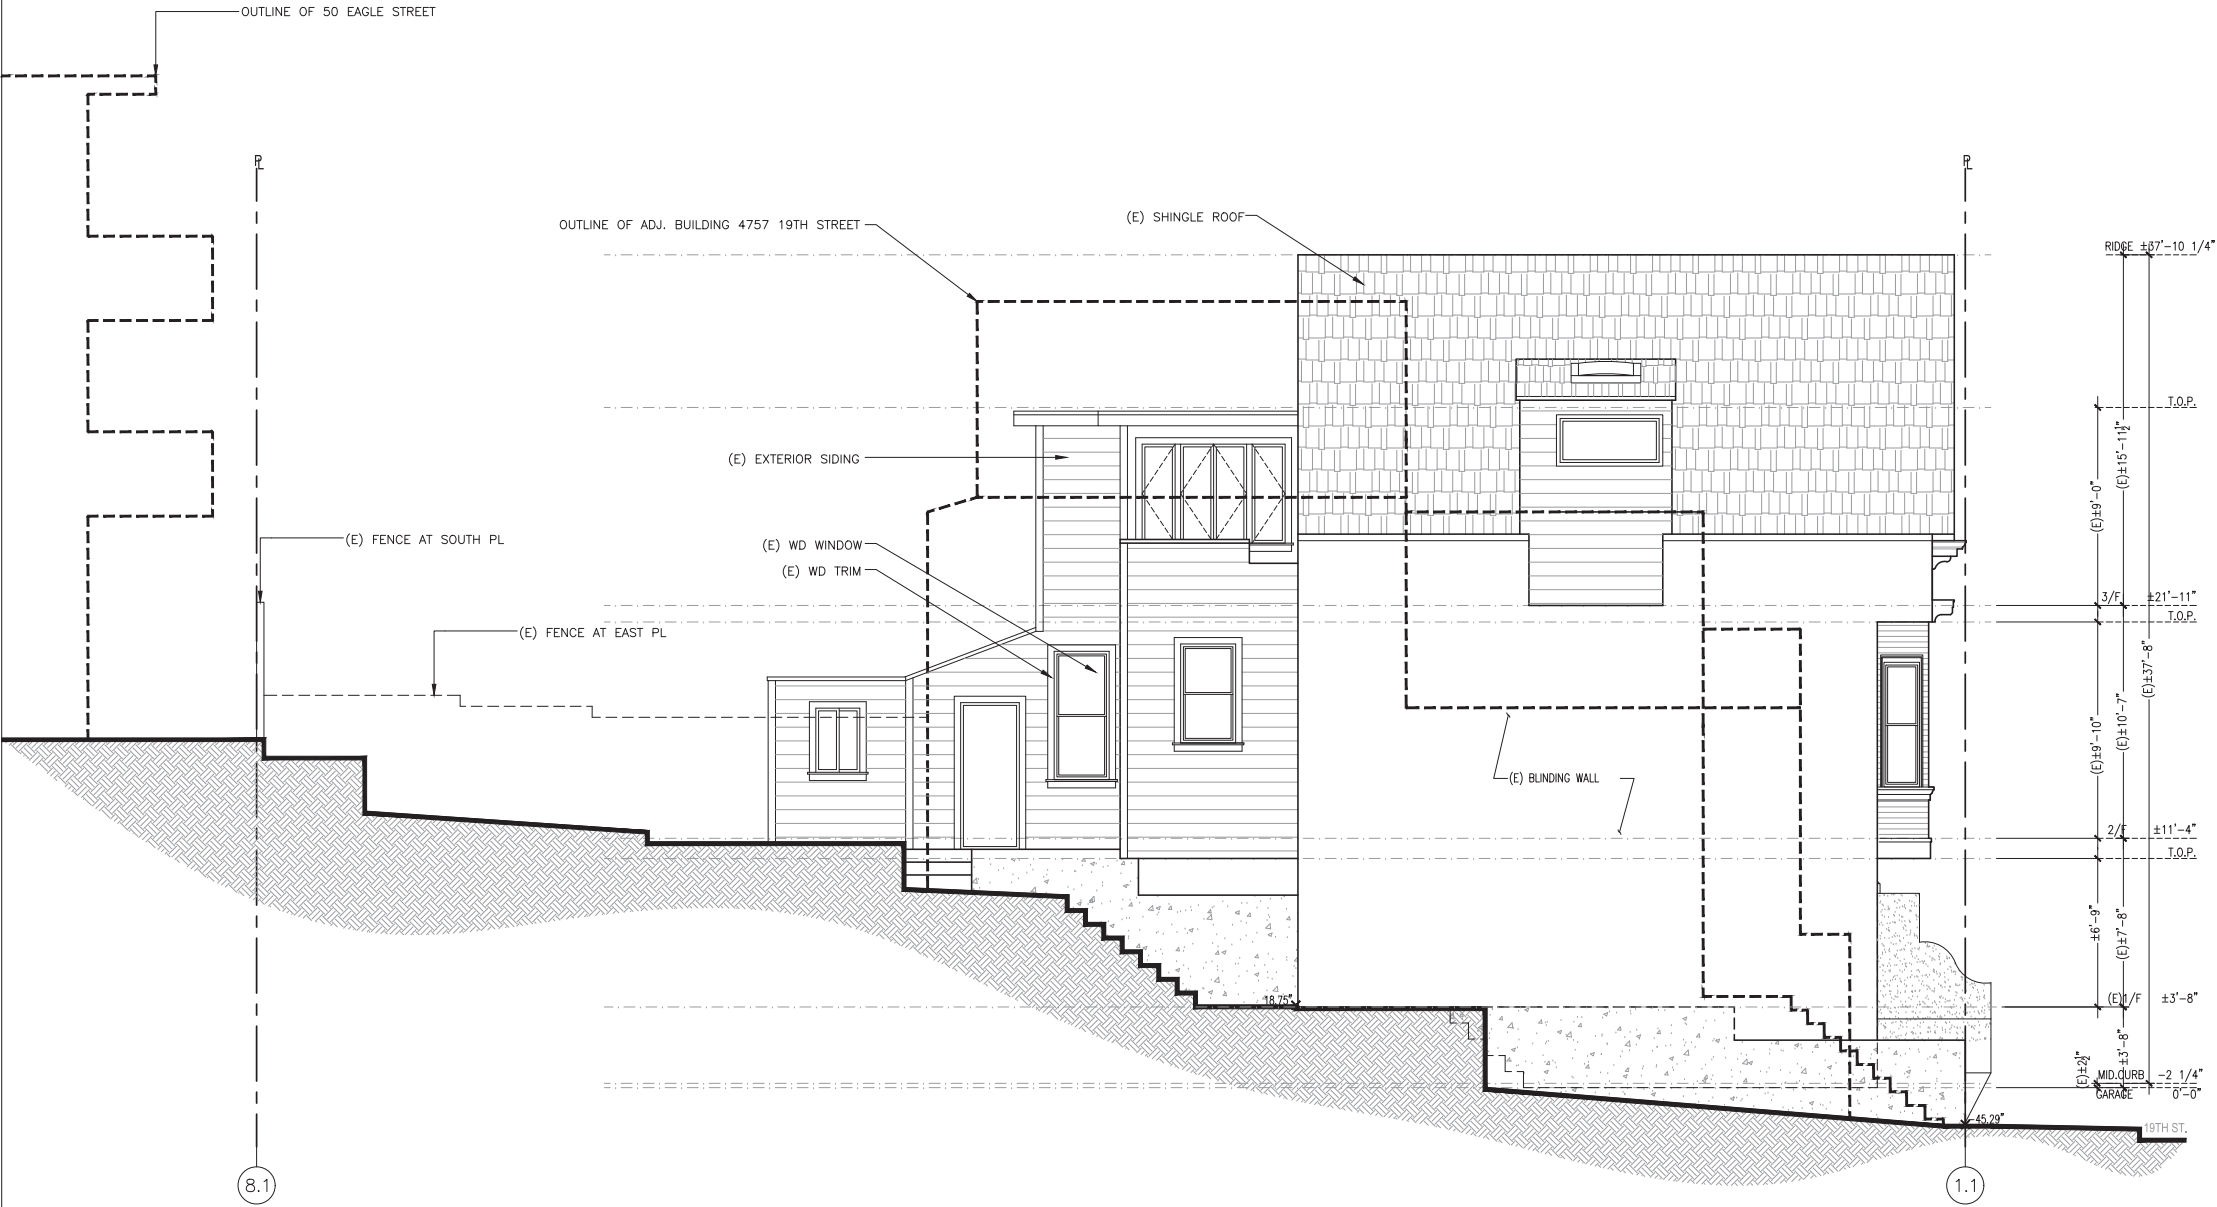 OUTLINE OF 50 EAGLE STREET
PL
PL
OUTLINE OF ADJ. BUILDING 4757 19TH STREET
(E) SHINGLE ROOF
RIDGE ±37'-10 1/4"
T.O.P.
(E)±15'-11 1/2"
(E)±9'-0"
(E) EXTERIOR SIDING
(E) FENCE AT SOUTH PL
(E) WD WINDOW
(E) WD TRIM
3/F ±21'-11"
T.O.P.
(E) FENCE AT EAST PL
(E)±37'-8"
(E)±10'-7"
(E)±9'-10"
(E) BLINDING WALL
2/F ±11'-4"
T.O.P.
±6'-9"
(E)±7'-8"
18.75"
(E)1/F ±3'-8"
±3'-8"
(E)±2 1/2"
MID.CURB -2 1/4"
GARAGE 0'-0"
-45.29"
19TH ST.
8.1
1.1